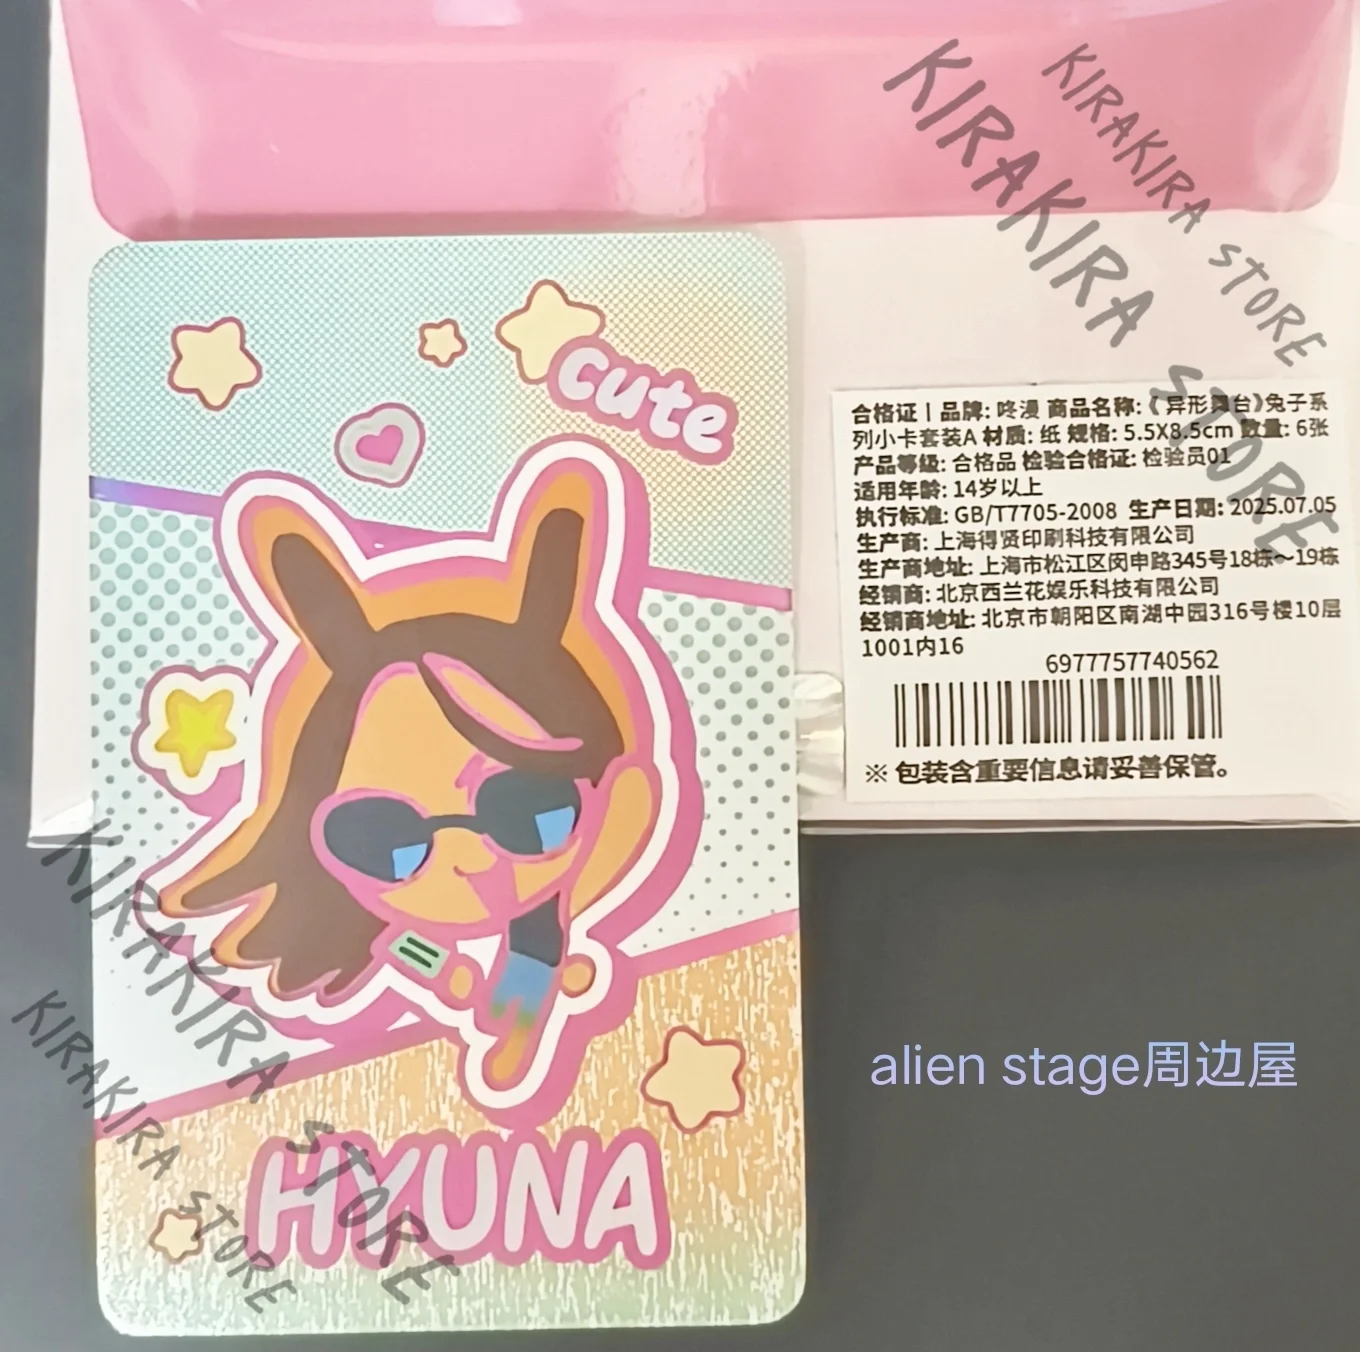 KIRAKIRA STORE
KIRAKIRA STORE
cute
合格证丨品牌: 咚漫 商品名称:《异形舞台》兔子系
列小卡套装A 材质: 纸 规格: 5.5X8.5cm 数量: 6张
产品等级: 合格品 检验合格证: 检验员01
适用年龄: 14岁以上
执行标准: GB/T7705-2008 生产日期: 2025.07.05
生产商: 上海得贤印刷科技有限公司
生产商地址: 上海市松江区闵申路345号18栋~19栋
经销商: 北京西兰花娱乐科技有限公司
经销商地址: 北京市朝阳区南湖中园316号楼10层
1001内16
6977757740562
※ 包装含重要信息请妥善保管。
KIRAKIRA STORE
KIRAKIRA STORE
alien stage周边屋
HYUNA